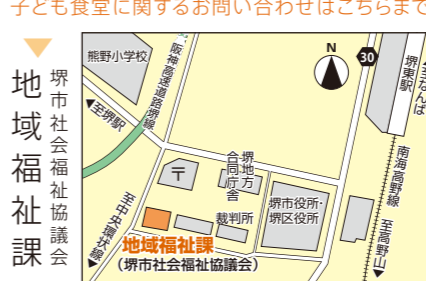 子ども食堂に関するお問い合わせはこちらまで
堺市社会福祉協議会
地域福祉課
熊野小学校
阪神高速道路堺線
N
30
堺東駅
至なんば
至堺駅
〒
堺地方
合同庁舎
裁判所
堺市役所・
堺区役所
南海高野線
至高野山
至中央環状線
地域福祉課
(堺市社会福祉協議会)